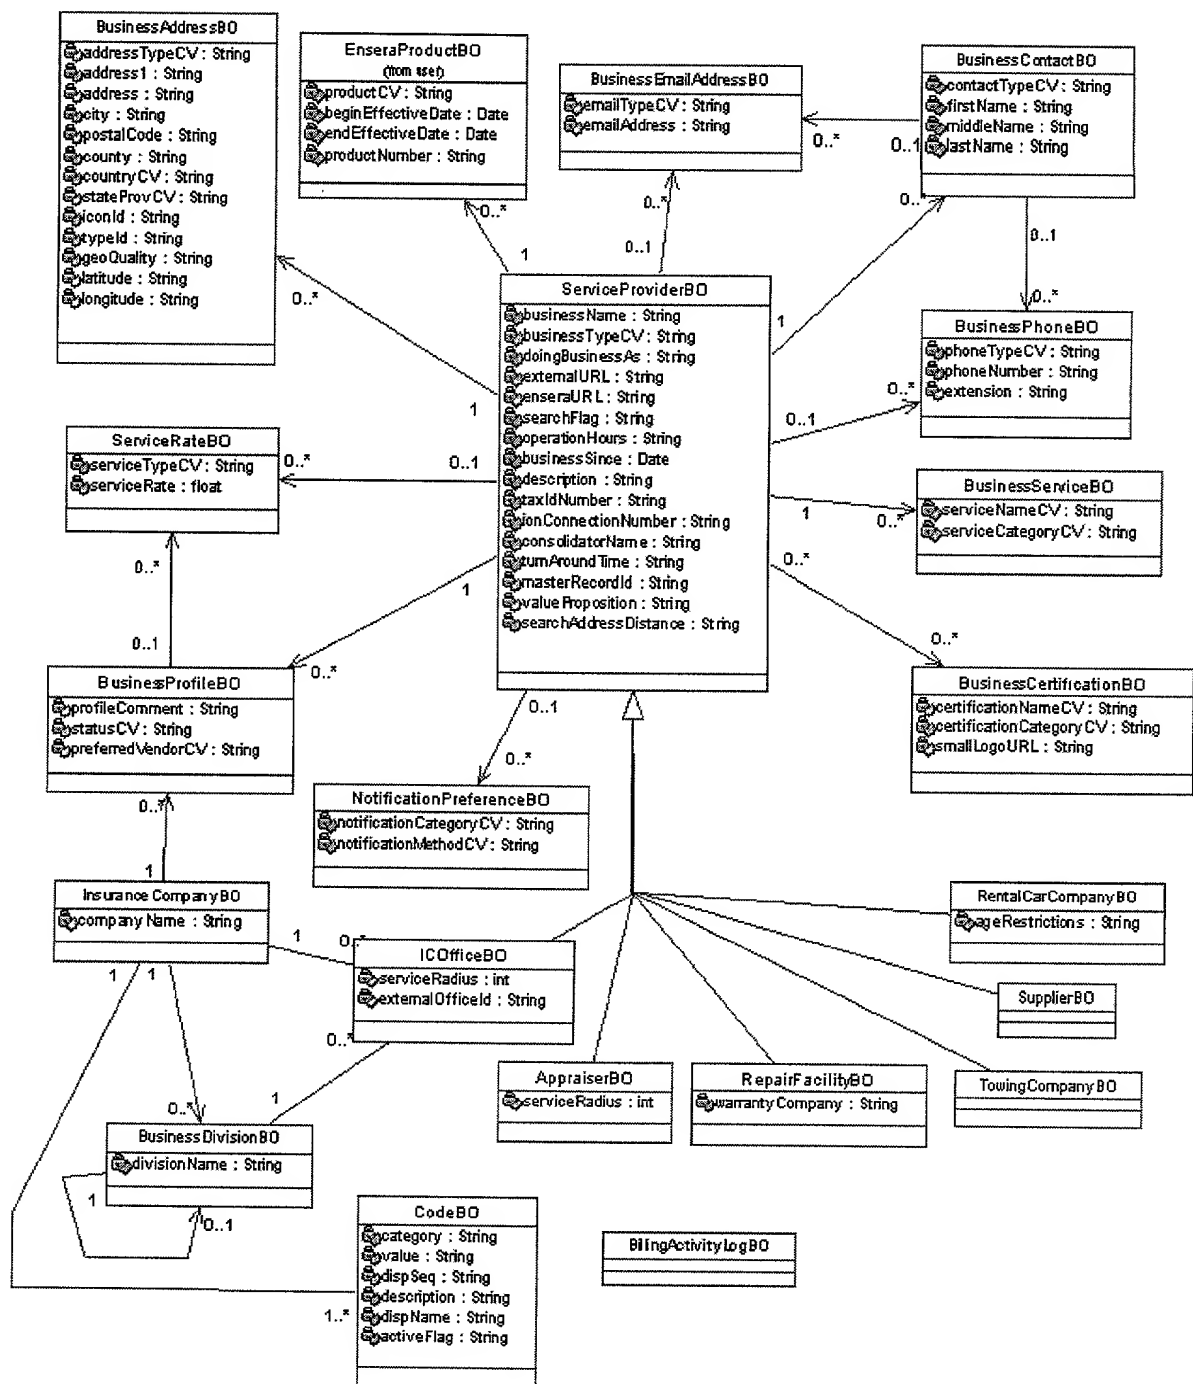 BusinessAddressBO
addressTypeCV : String
address1 : String
address : String
city : String
postalCode : String
county : String
countryCV : String
stateProvCV : String
iconId : String
typeId : String
geoQuality : String
latitude : String
longitude : String
EnseraProductBO
productCV : String
beginEffectiveDate : Date
endEffectiveDate : Date
productNumber : String
BusinessEmailAddressBO
emailTypeCV : String
emailAddress : String
BusinessContactBO
contactTypeCV : String
firstName : String
middleName : String
lastName : String
0..*
0..1
0..*
0..*
0..*
0..1
1
0..1
0..*
0..*
1
1
ServiceProviderBO
businessName : String
businessTypeCV : String
doingBusinessAs : String
externalURL : String
enseraURL : String
searchFlag : String
operationHours : String
businessSince : Date
description : String
taxIdNumber : String
ionConnectionNumber : String
consolidatorName : String
turnAroundTime : String
masterRecordId : String
valueProposition : String
searchAddressDistance : String
BusinessPhoneBO
phoneTypeCV : String
phoneNumber : String
extension : String
0..*
0..1
ServiceRateBO
serviceTypeCV : String
serviceRate : float
0..*
0..1
BusinessServiceBO
serviceNameCV : String
serviceCategoryCV : String
1
0..*
0..*
0..*
1
0..1
0..*
0..*
BusinessProfileBO
profileComment : String
statusCV : String
preferredVendorCV : String
BusinessCertificationBO
certificationNameCV : String
certificationCategoryCV : String
smallLogoURL : String
0..1
0..*
NotificationPreferenceBO
notificationCategoryCV : String
notificationMethodCV : String
0..*
1
InsuranceCompanyBO
companyName : String
1
0..*
ICOfficeBO
serviceRadius : int
externalOfficeId : String
RentalCarCompanyBO
ageRestrictions : String
SupplierBO
1
1
0..*
AppraiserBO
serviceRadius : int
RepairFacilityBO
warrantyCompany : String
TowingCompanyBO
0..*
1
BusinessDivisionBO
divisionName : String
1
0..1
CodeBO
category : String
value : String
dispSeq : String
description : String
dispName : String
activeFlag : String
1..*
BillingActivityLogBO